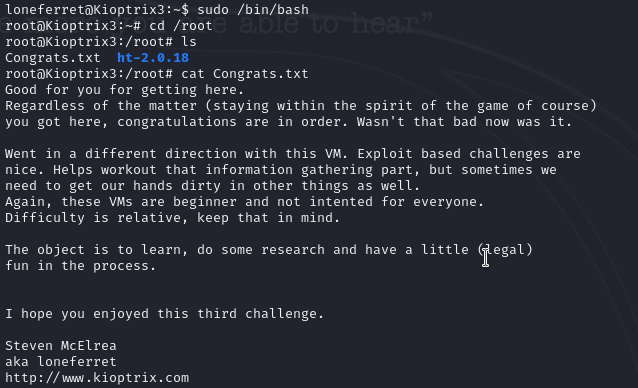 loneferret@Kioptrix3:~$ sudo /bin/bash
root@Kioptrix3:~# cd /root
root@Kioptrix3:/root# ls
Congrats.txt  ht-2.0.18
root@Kioptrix3:/root# cat Congrats.txt
Good for you for getting here.
Regardless of the matter (staying within the spirit of the game of course)
you got here, congratulations are in order. Wasn't that bad now was it.
Went in a different direction with this VM. Exploit based challenges are
nice. Helps workout that information gathering part, but sometimes we
need to get our hands dirty in other things as well.
Again, these VMs are beginner and not intented for everyone.
Difficulty is relative, keep that in mind.
The object is to learn, do some research and have a little (legal)
fun in the process.
I hope you enjoyed this third challenge.
Steven McElrea
aka loneferret
http://www.kioptrix.com